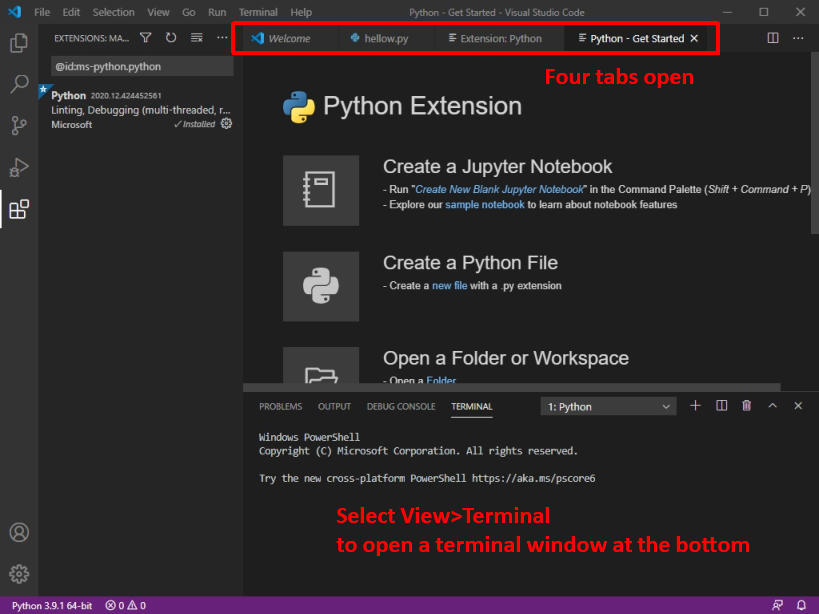 File Edit Selection View Go Run Terminal Help Python - Get Started - Visual Studio Code
EXTENSIONS: MA...
Welcome hellow.py Extension: Python Python - Get Started
@id:ms-python.python
Four tabs open
Python 2020.12.424452561
Linting, Debugging (multi-threaded, r...
Microsoft Installed
Python Extension
Create a Jupyter Notebook
- Run "Create New Blank Jupyter Notebook" in the Command Palette (Shift + Command + P)
- Explore our sample notebook to learn about notebook features
Create a Python File
- Create a new file with a .py extension
Open a Folder or Workspace
- Open a Folder
PROBLEMS OUTPUT DEBUG CONSOLE TERMINAL 1: Python
Windows PowerShell
Copyright (C) Microsoft Corporation. All rights reserved.
Try the new cross-platform PowerShell https://aka.ms/pscore6
Select View>Terminal
to open a terminal window at the bottom
Python 3.9.1 64-bit 0 0